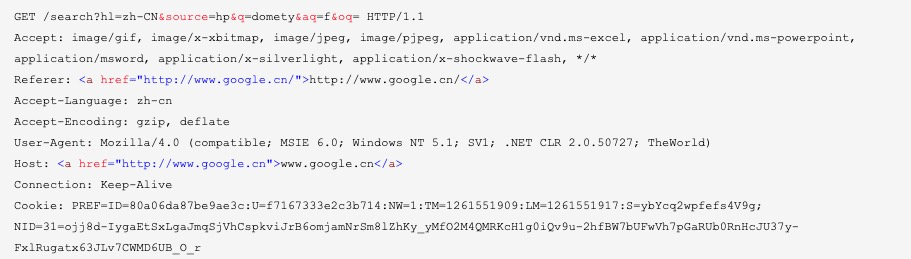 GET /search?hl=zh-CN&source=hp&q=domety&aq=f&oq= HTTP/1.1
Accept: image/gif, image/x-xbitmap, image/jpeg, image/pjpeg, application/vnd.ms-excel, application/vnd.ms-powerpoint,
application/msword, application/x-silverlight, application/x-shockwave-flash, */*
Referer: <a href="http://www.google.cn/">http://www.google.cn/</a>
Accept-Language: zh-cn
Accept-Encoding: gzip, deflate
User-Agent: Mozilla/4.0 (compatible; MSIE 6.0; Windows NT 5.1; SV1; .NET CLR 2.0.50727; TheWorld)
Host: <a href="http://www.google.cn">www.google.cn</a>
Connection: Keep-Alive
Cookie: PREF=ID=80a06da87be9ae3c:U=f7167333e2c3b714:NW=1:TM=1261551909:LM=1261551917:S=ybYcq2wpfefs4V9g;
NID=31=ojj8d-IygaEtSxLgaJmqSjVhCspkviJrB6omjamNrSm8lZhKy_yMfO2M4QMRKcH1g0iQv9u-2hfBW7bUFwVh7pGaRUb0RnHcJU37y-
FxlRugatx63JLv7CWMD6UB_O_r